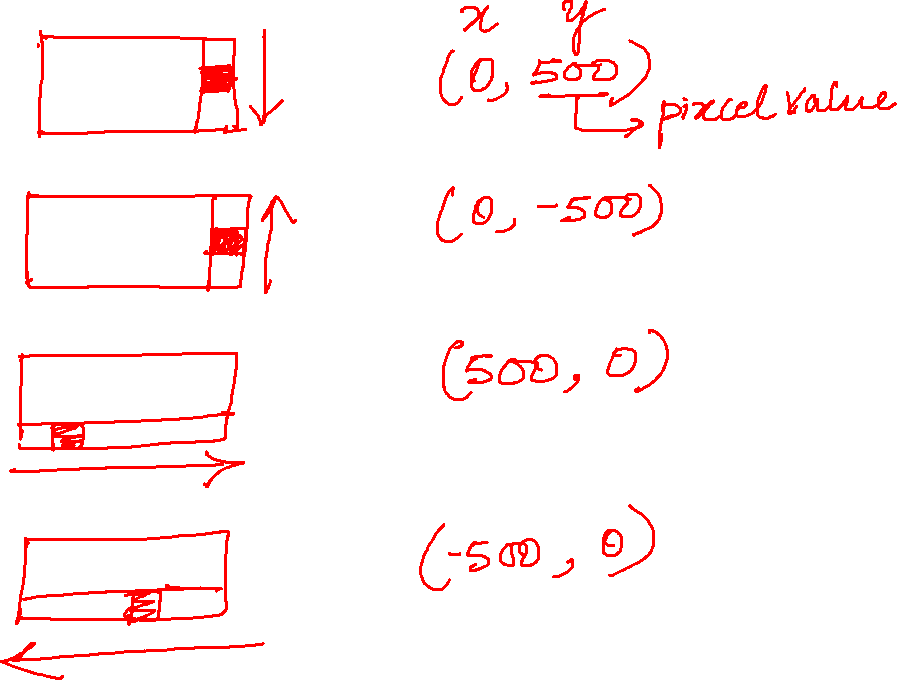 x y
(0, 500)
pixcel value
(0, -500)
(500, 0)
(-500, 0)